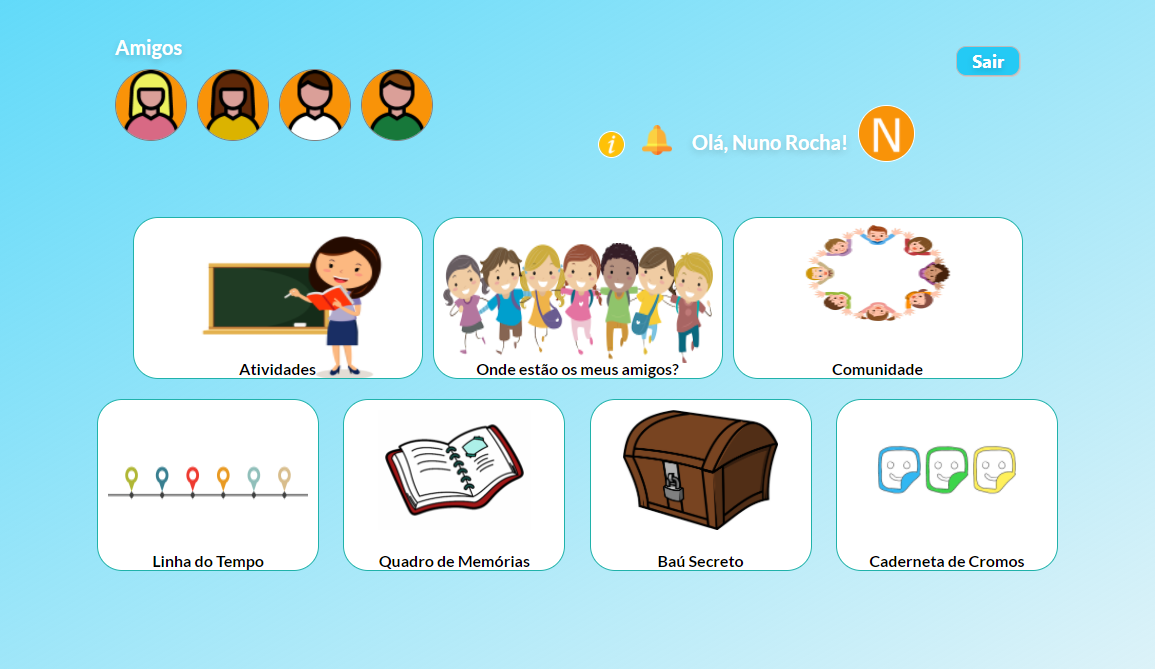 Amigos
Sair
i
Olá, Nuno Rocha!
N
Atividades
Onde estão os meus amigos?
Comunidade
Linha do Tempo
Quadro de Memórias
Baú Secreto
Caderneta de Cromos